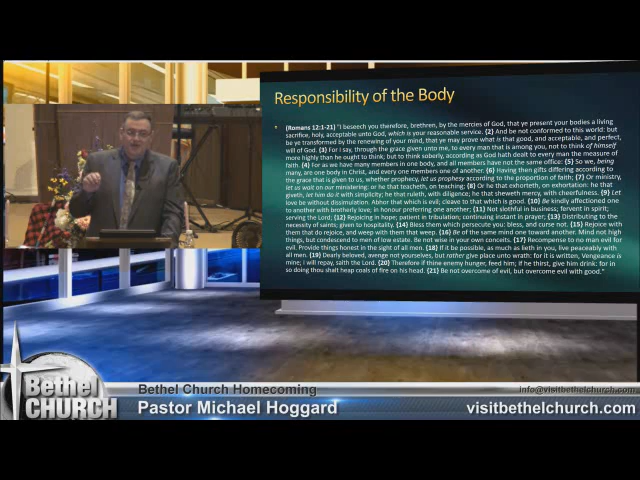 Responsibility of the Body
• (Romans 12:1-21) "I beseech you therefore, brethren, by the mercies of God, that ye present your bodies a living
sacrifice, holy, acceptable unto God, which is your reasonable service. (2) And be not conformed to this world: but
be ye transformed by the renewing of your mind, that ye may prove what is that good, and acceptable, and perfect,
will of God. (3) For I say, through the grace given unto me, to every man that is among you, not to think of himself
more highly than he ought to think; but to think soberly, according as God hath dealt to every man the measure of
faith. (4) For as we have many members in one body, and all members have not the same office: (5) So we, being
many, are one body in Christ, and every one members one of another. (6) Having then gifts differing according to
the grace that is given to us, whether prophecy, let us prophesy according to the proportion of faith; (7) Or ministry,
let us wait on our ministering: or he that teacheth, on teaching; (8) Or he that exhorteth, on exhortation: he that
giveth, let him do it with simplicity; he that ruleth, with diligence; he that sheweth mercy, with cheerfulness. (9) Let
love be without dissimulation. Abhor that which is evil; cleave to that which is good. (10) Be kindly affectioned one
to another with brotherly love; in honour preferring one another; (11) Not slothful in business; fervent in spirit;
serving the Lord; (12) Rejoicing in hope; patient in tribulation; continuing instant in prayer; (13) Distributing to the
necessity of saints; given to hospitality. (14) Bless them which persecute you: bless, and curse not. (15) Rejoice with
them that do rejoice, and weep with them that weep. (16) Be of the same mind one toward another. Mind not high
things, but condescend to men of low estate. Be not wise in your own conceits. (17) Recompense to no man evil for
evil. Provide things honest in the sight of all men. (18) If it be possible, as much as lieth in you, live peaceably with
all men. (19) Dearly beloved, avenge not yourselves, but rather give place unto wrath: for it is written, Vengeance is
mine; I will repay, saith the Lord. (20) Therefore if thine enemy hunger, feed him; if he thirst, give him drink: for in
so doing thou shalt heap coals of fire on his head. (21) Be not overcome of evil, but overcome evil with good."
Bethel
CHURCH
Bethel Church Homecoming
info@visitbethelchurch.com
Pastor Michael Hoggard
visitbethelchurch.com